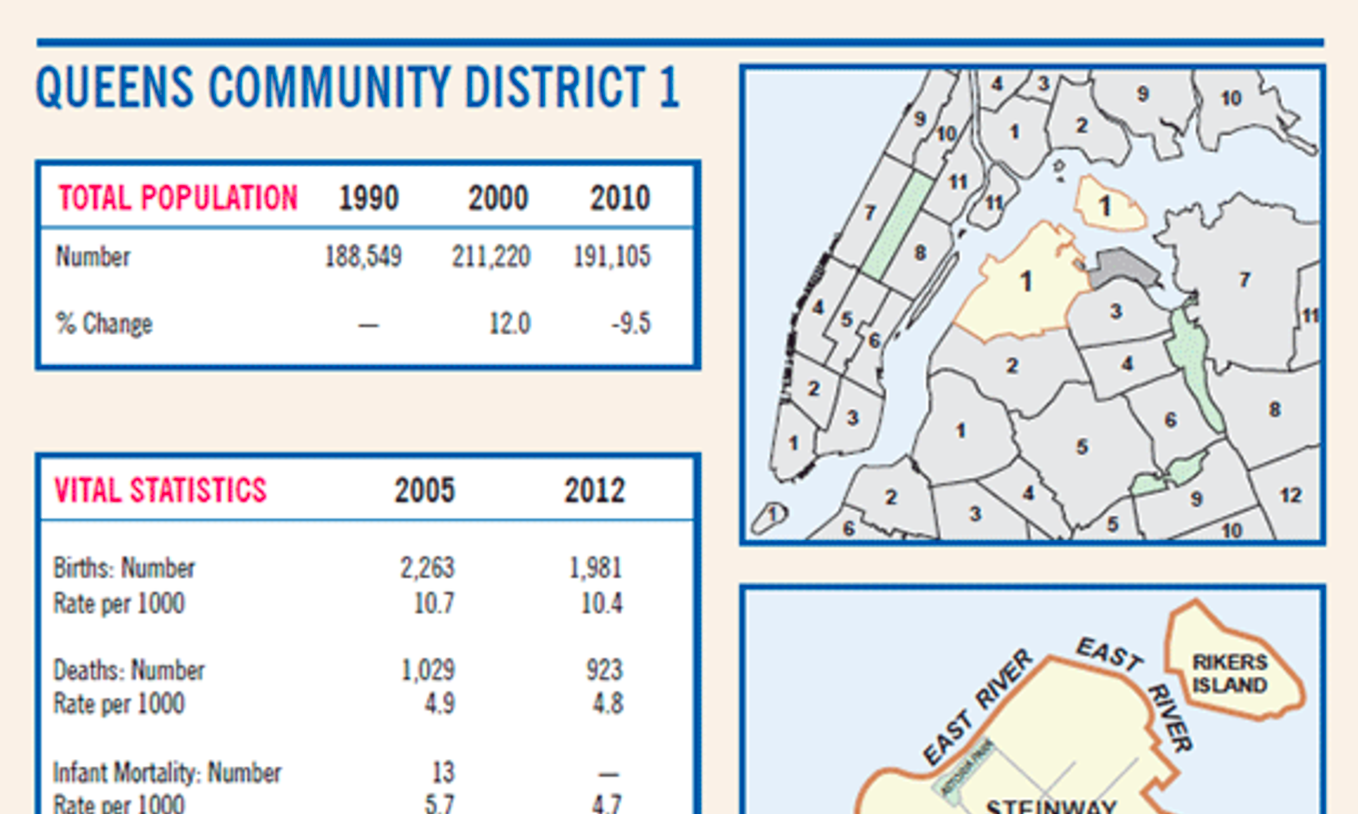 QUEENS COMMUNITY DISTRICT 1
TOTAL POPULATION 1990 2000 2010
Number 188,549 211,220 191,105
% Change — 12.0 -9.5
VITAL STATISTICS 2005 2012
Births: Number 2,263 1,981
Rate per 1000 10.7 10.4
Deaths: Number 1,029 923
Rate per 1000 4.9 4.8
Infant Mortality: Number 13 —
Rate per 1000 5.7 4.7
4 3 9 10
9 10 1 2
11
7 11 1
8 1 7
4 5 3 11
6
2 4
2 3 8
1 1 5 6
2 4 9 12
1 6 3 5 10
EAST RIVER
EAST RIVER
RIKERS
ISLAND
ASTORIA PARK
STEINWAY